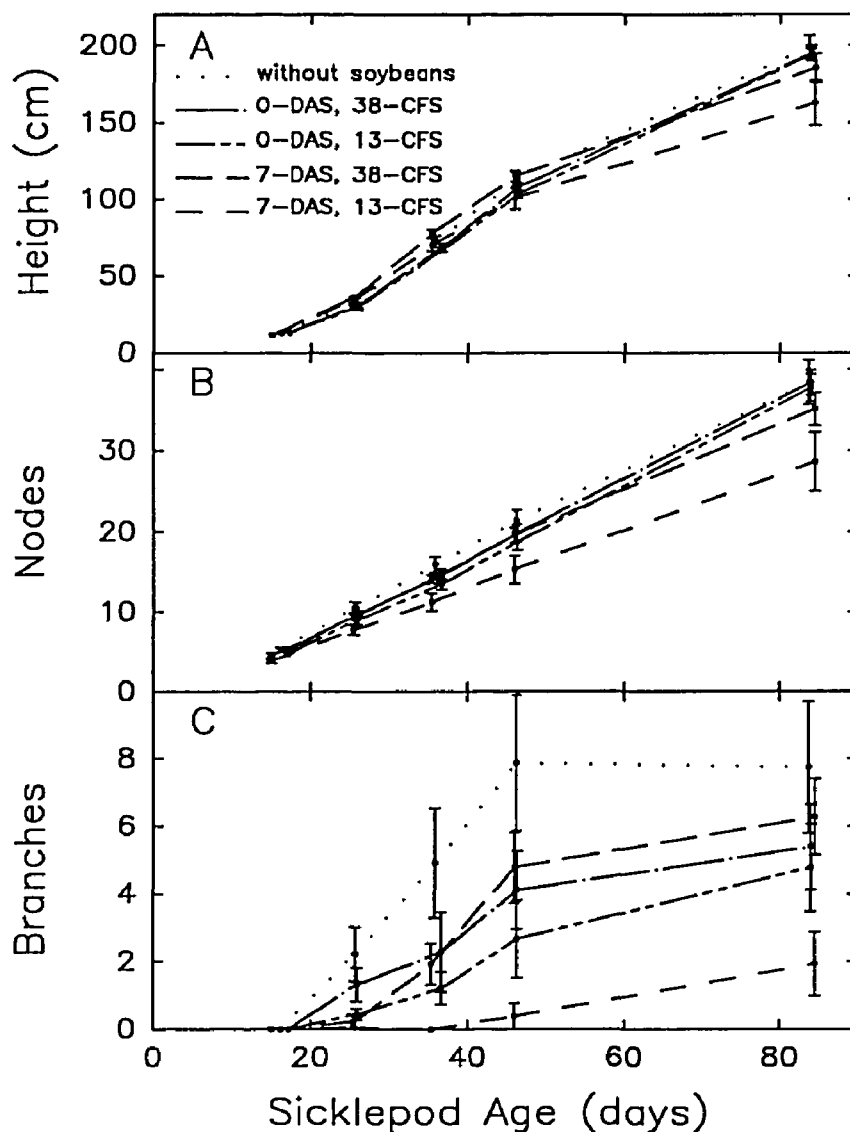 A
200
150
100
50
0
Height (cm)
without soybeans
0-DAS, 38-CFS
0-DAS, 13-CFS
7-DAS, 38-CFS
7-DAS, 13-CFS
B
30
20
10
0
Nodes
C
8
6
4
2
0
Branches
0 20 40 60 80
Sicklepod Age (days)